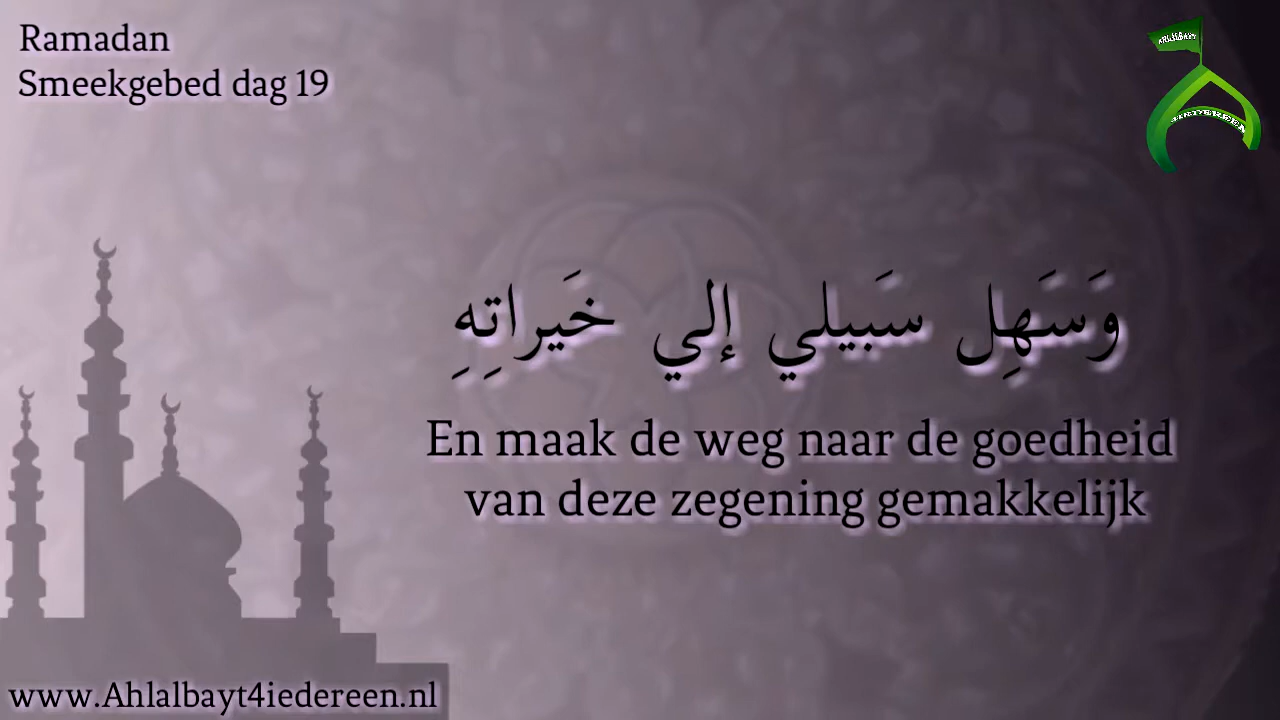 Ramadan
Smeekgebed dag 19
وَسَهِل سَبيلي إلي خَيراتِهِ
En maak de weg naar de goedheid
van deze zegening gemakkelijk
www.Ahlalbayt4iedereen.nl